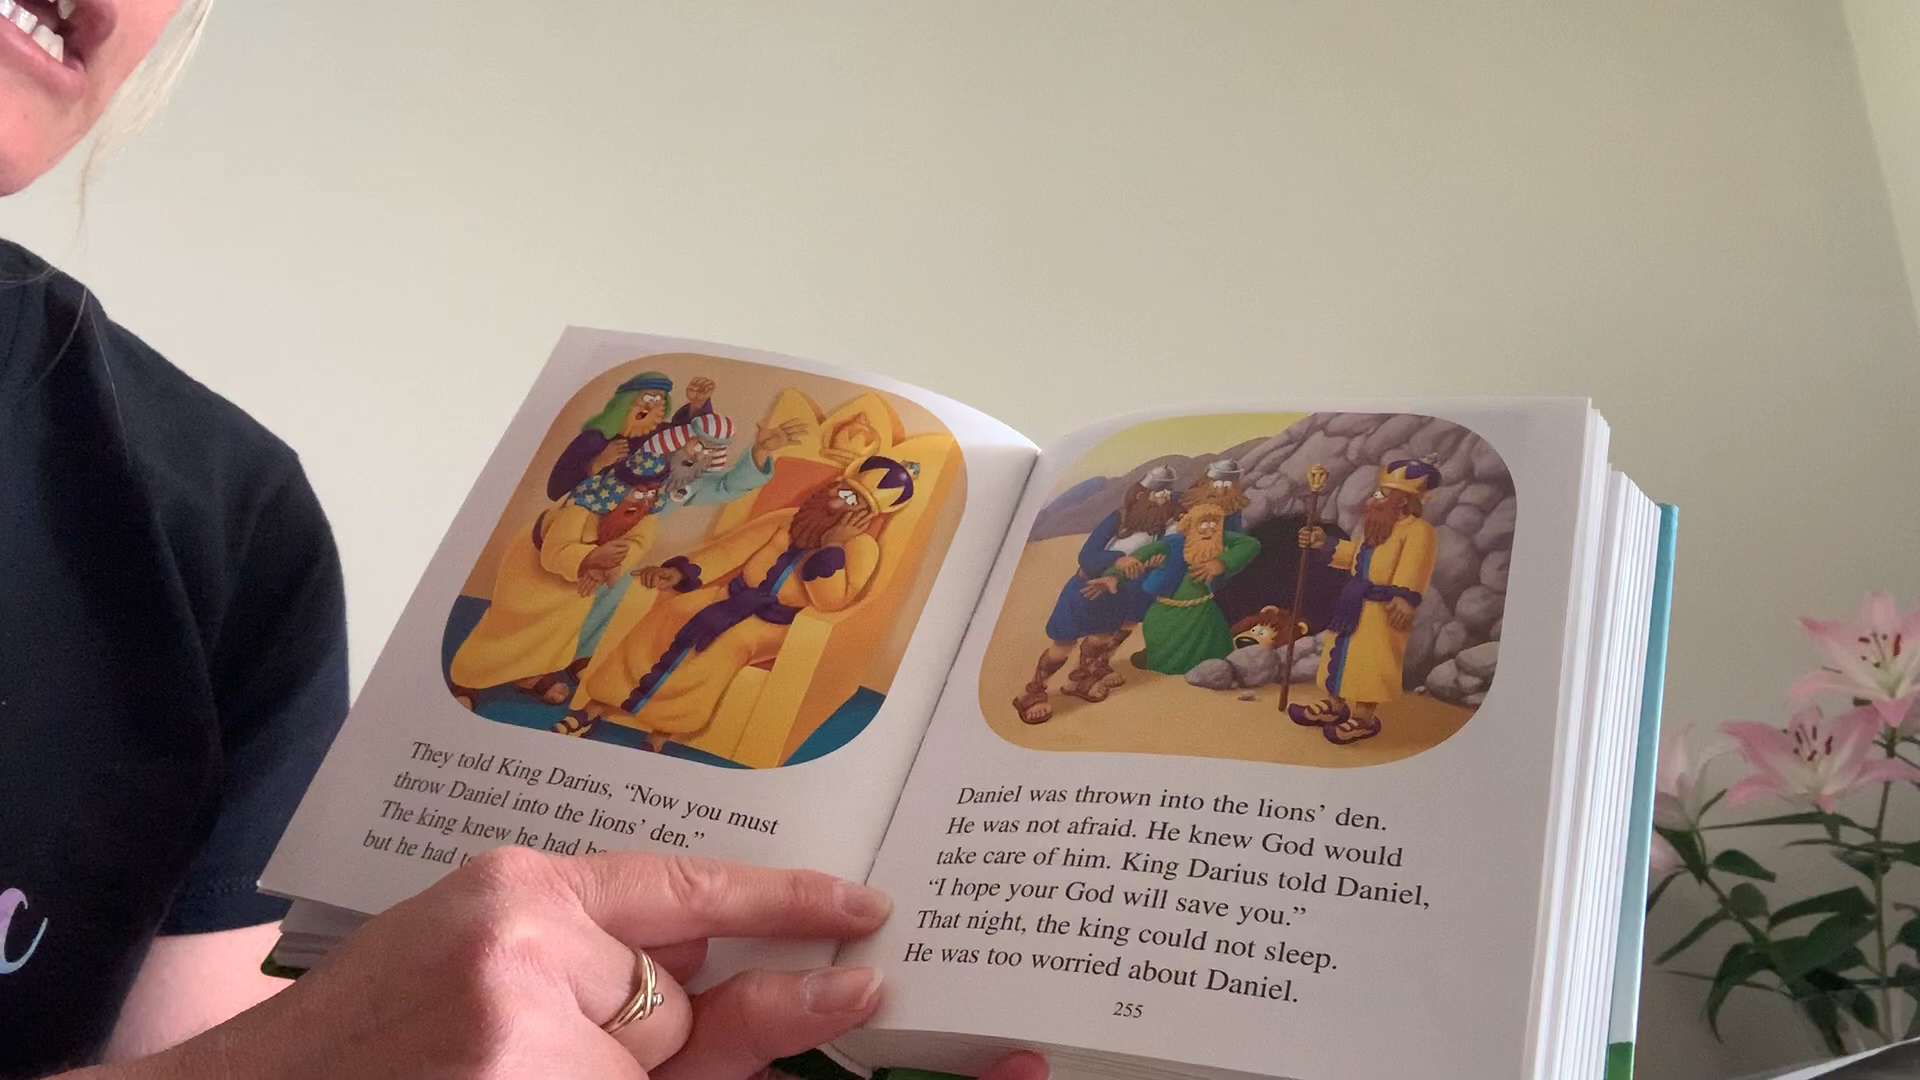 They told King Darius, “Now you must
throw Daniel into the lions’ den.”
The king knew he had
but he had
Daniel was thrown into the lions’ den.
He was not afraid. He knew God would
take care of him. King Darius told Daniel,
“I hope your God will save you.”
That night, the king could not sleep.
He was too worried about Daniel.
255
c